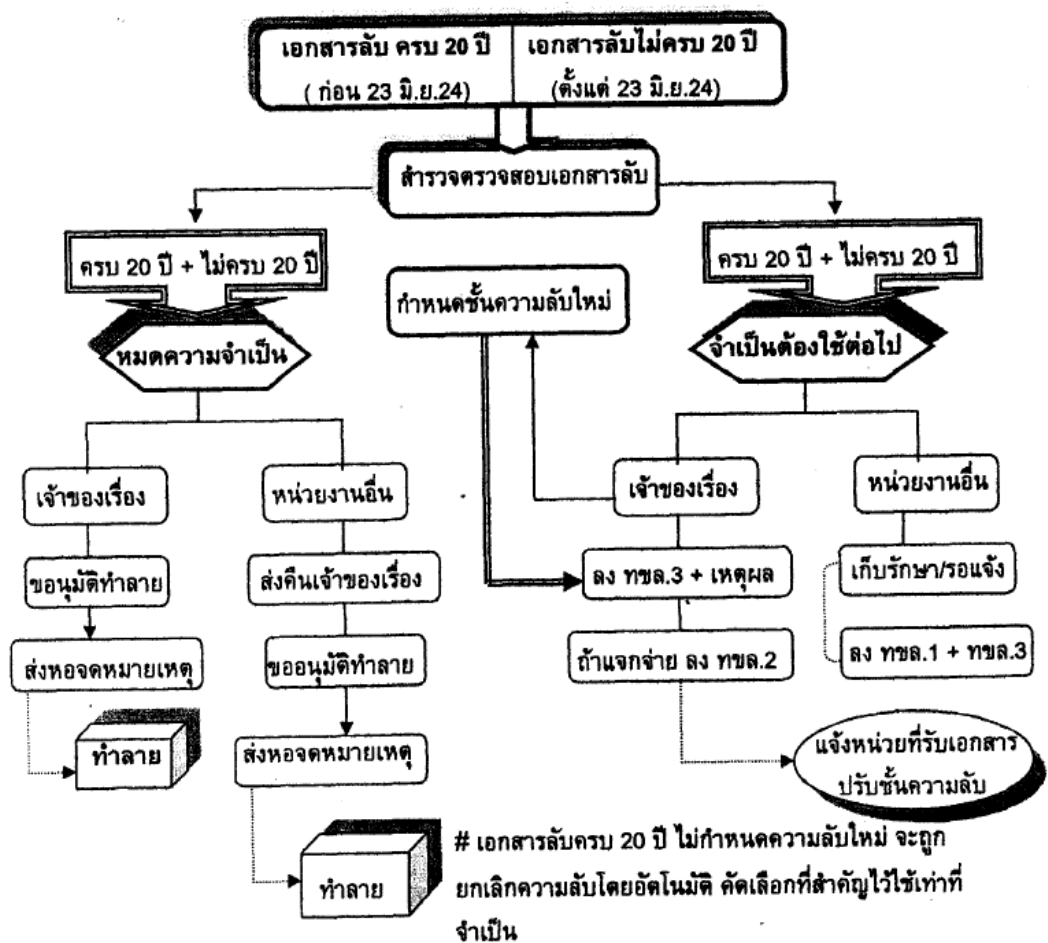 เอกสารลับ ครบ 20 ปี
( ก่อน 23 มิ.ย.24)
เอกสารลับไม่ครบ 20 ปี
(ตั้งแต่ 23 มิ.ย.24)
สำรวจตรวจสอบเอกสารลับ
ครบ 20 ปี + ไม่ครบ 20 ปี
หมดความจำเป็น
เจ้าของเรื่อง
ขอนุมัติทำลาย
ส่งหอจดหมายเหตุ
ทำลาย
หน่วยงานอื่น
ส่งคืนเจ้าของเรื่อง
ขออนุมัติทำลาย
ส่งหอจดหมายเหตุ
ทำลาย
กำหนดชั้นความลับใหม่
ครบ 20 ปี + ไม่ครบ 20 ปี
จำเป็นต้องใช้ต่อไป
เจ้าของเรื่อง
ลง ทขล.3 + เหตุผล
ถ้าแจกจ่าย ลง ทขล.2
หน่วยงานอื่น
เก็บรักษา/รอแจ้ง
ลง ทขล.1 + ทขล.3
แจ้งหน่วยที่รับเอกสาร
ปรับชั้นความลับ
# เอกสารลับครบ 20 ปี ไม่กำหนดความลับใหม่ จะถูก
ยกเลิกความลับโดยอัตโนมัติ คัดเลือกที่สำคัญไว้ใช้เท่าที่
จำเป็น